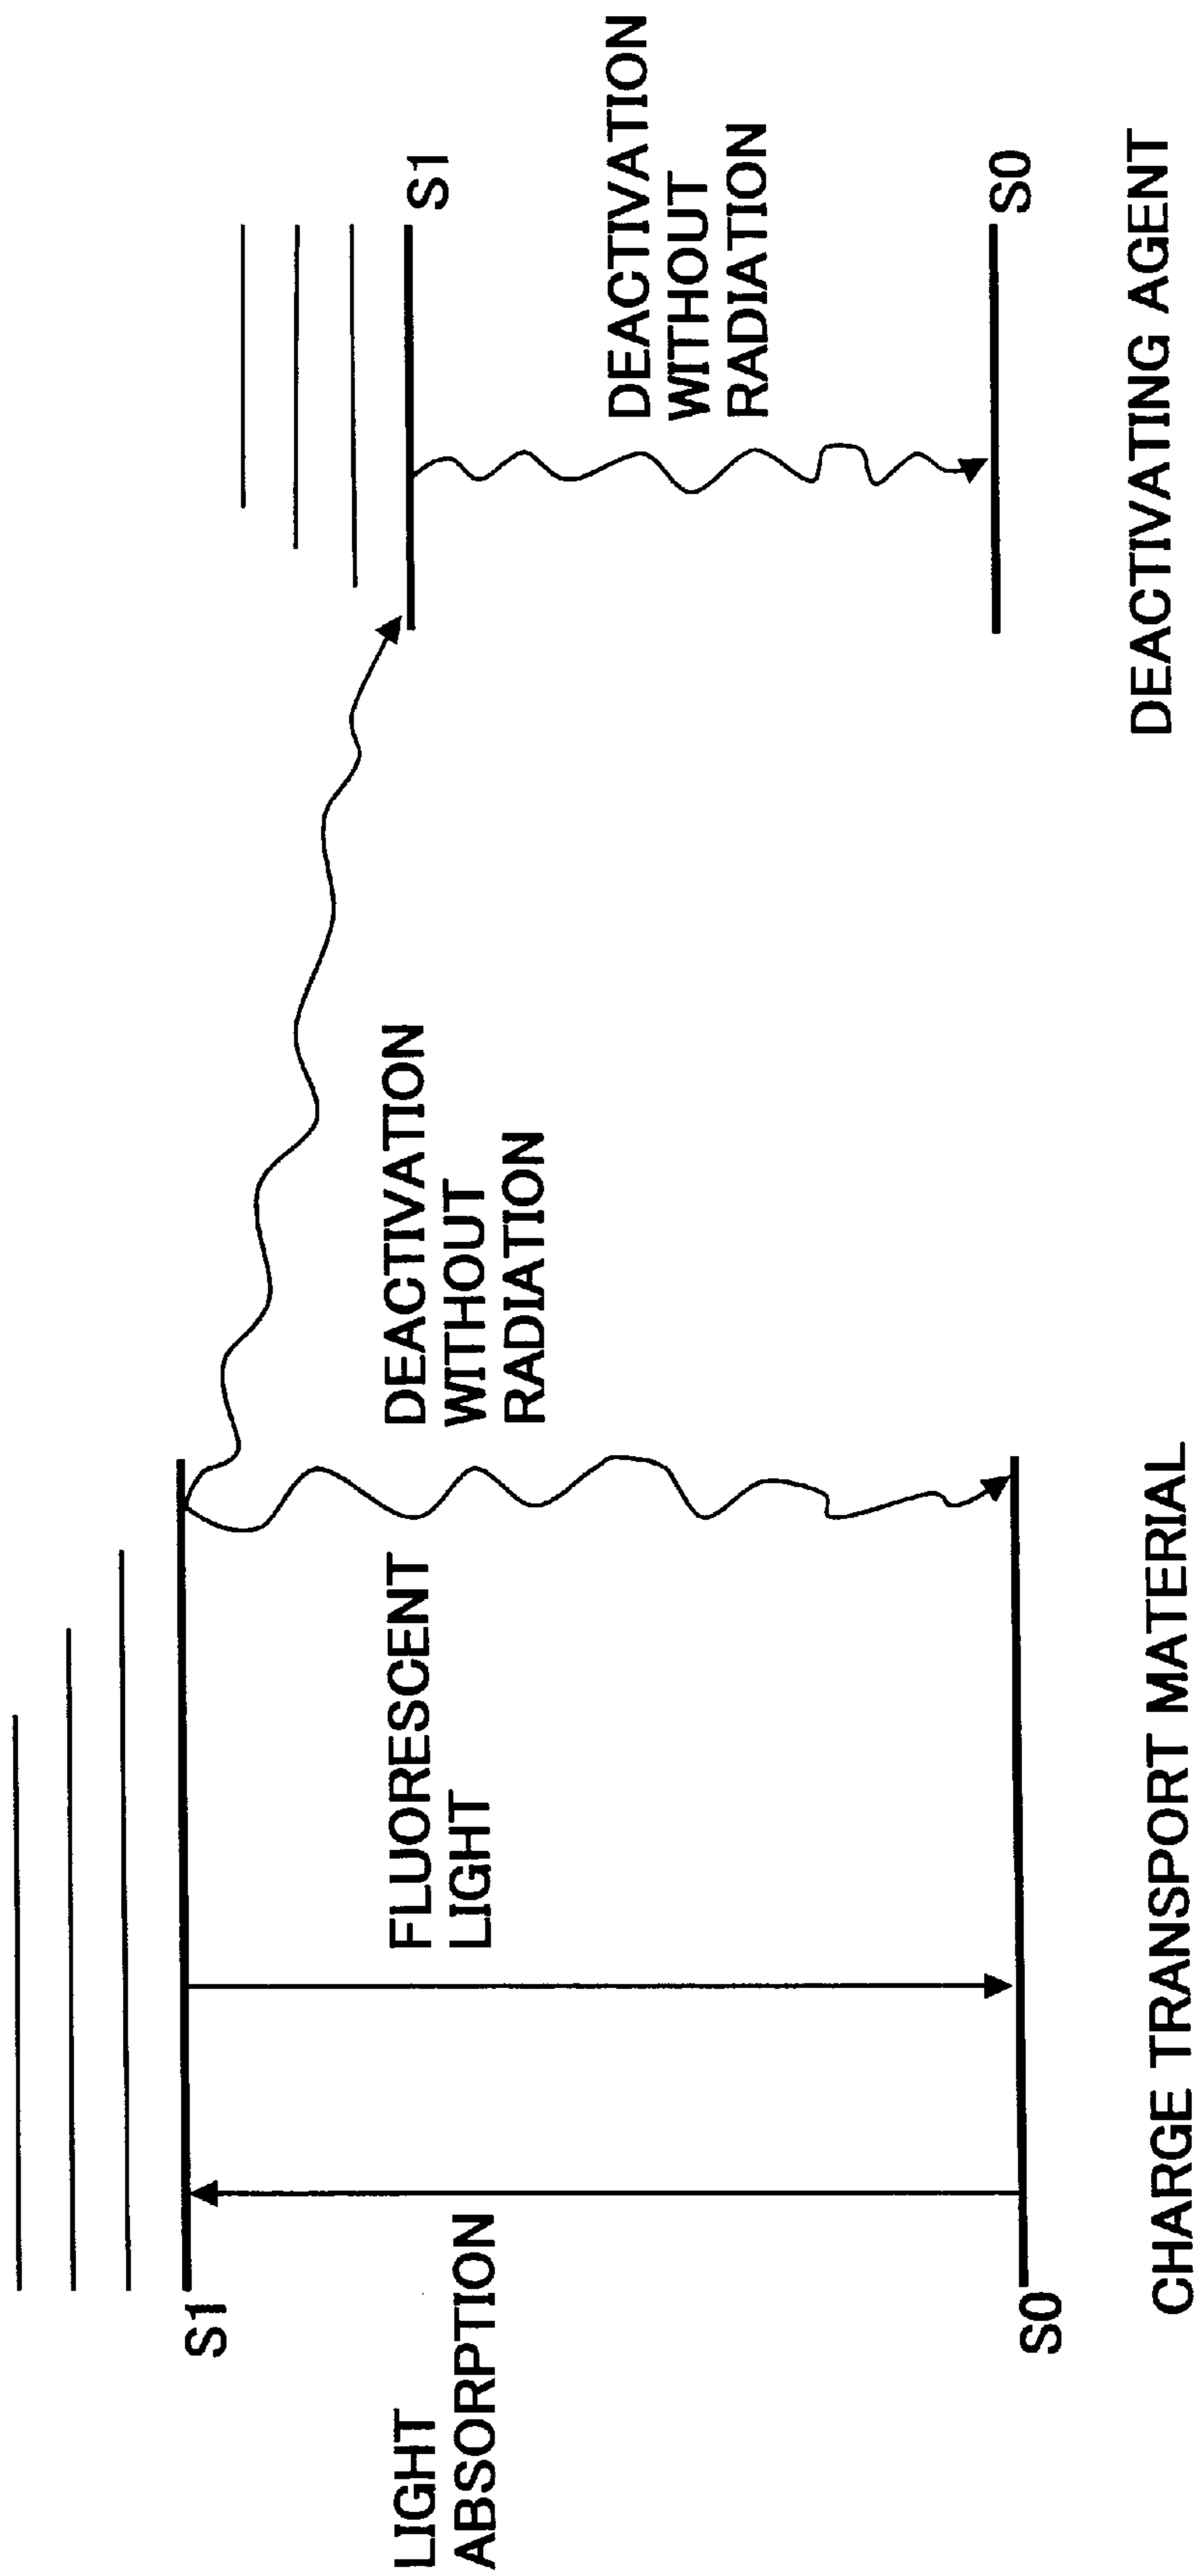 S1
LIGHT
ABSORPTION
FLUORESCENT
LIGHT
DEACTIVATION
WITHOUT
RADIATION
S0
CHARGE TRANSPORT MATERIAL
S1
DEACTIVATION
WITHOUT
RADIATION
S0
DEACTIVATING AGENT